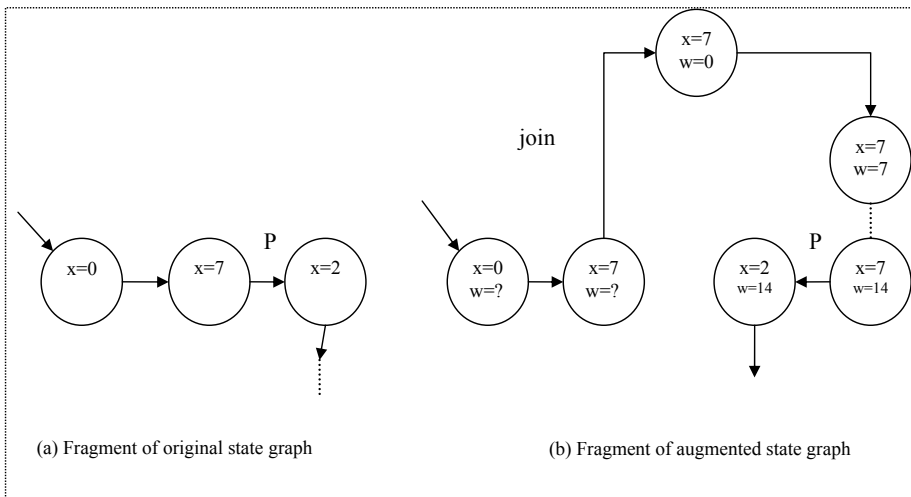 x=7
w=0
join
x=7
w=7
P
x=0
x=7
x=2
x=0
w=?
x=7
w=?
P
x=2
w=14
x=7
w=14
(a) Fragment of original state graph
(b) Fragment of augmented state graph